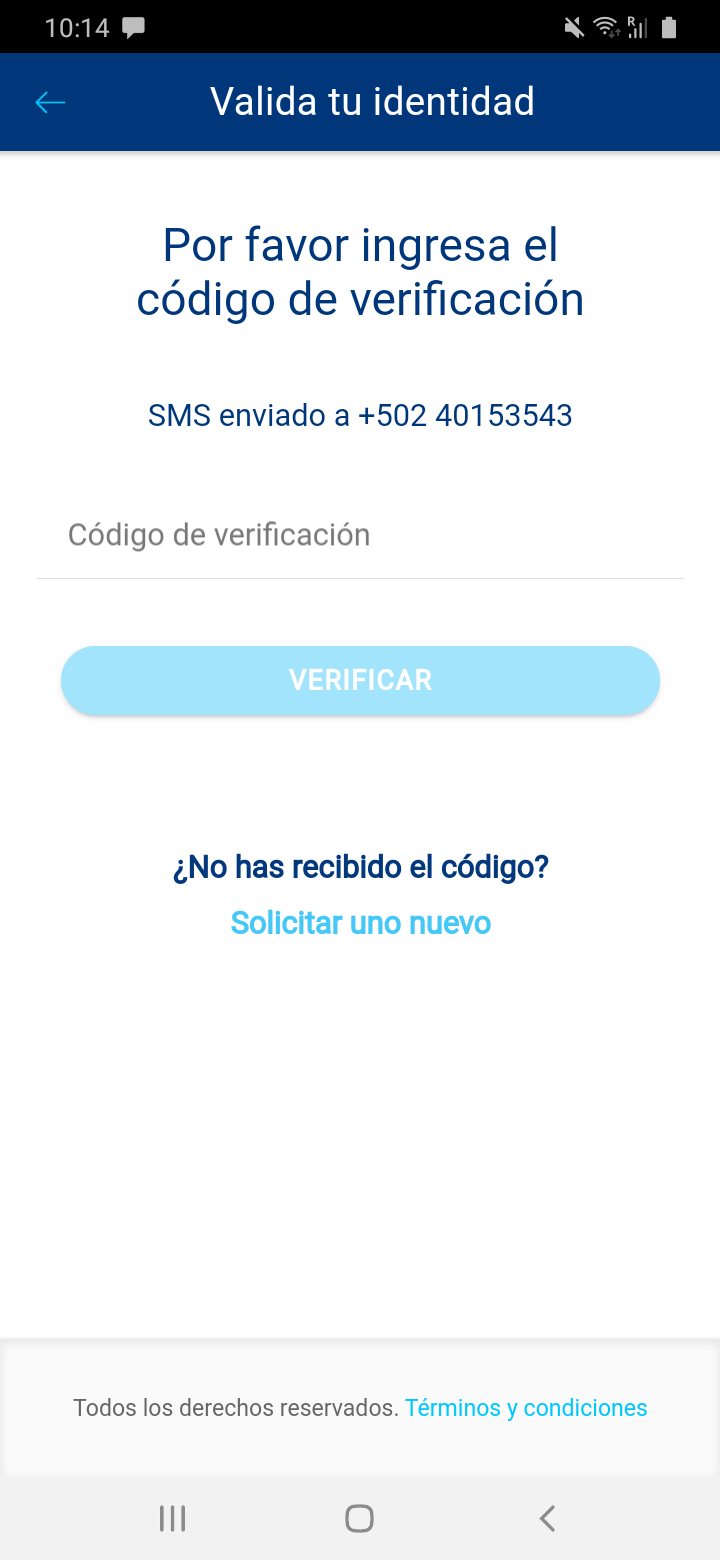 10:14
R
Valida tu identidad
Por favor ingresa el
código de verificación
SMS enviado a +502 40153543
Código de verificación
VERIFICAR
¿No has recibido el código?
Solicitar uno nuevo
Todos los derechos reservados. Términos y condiciones